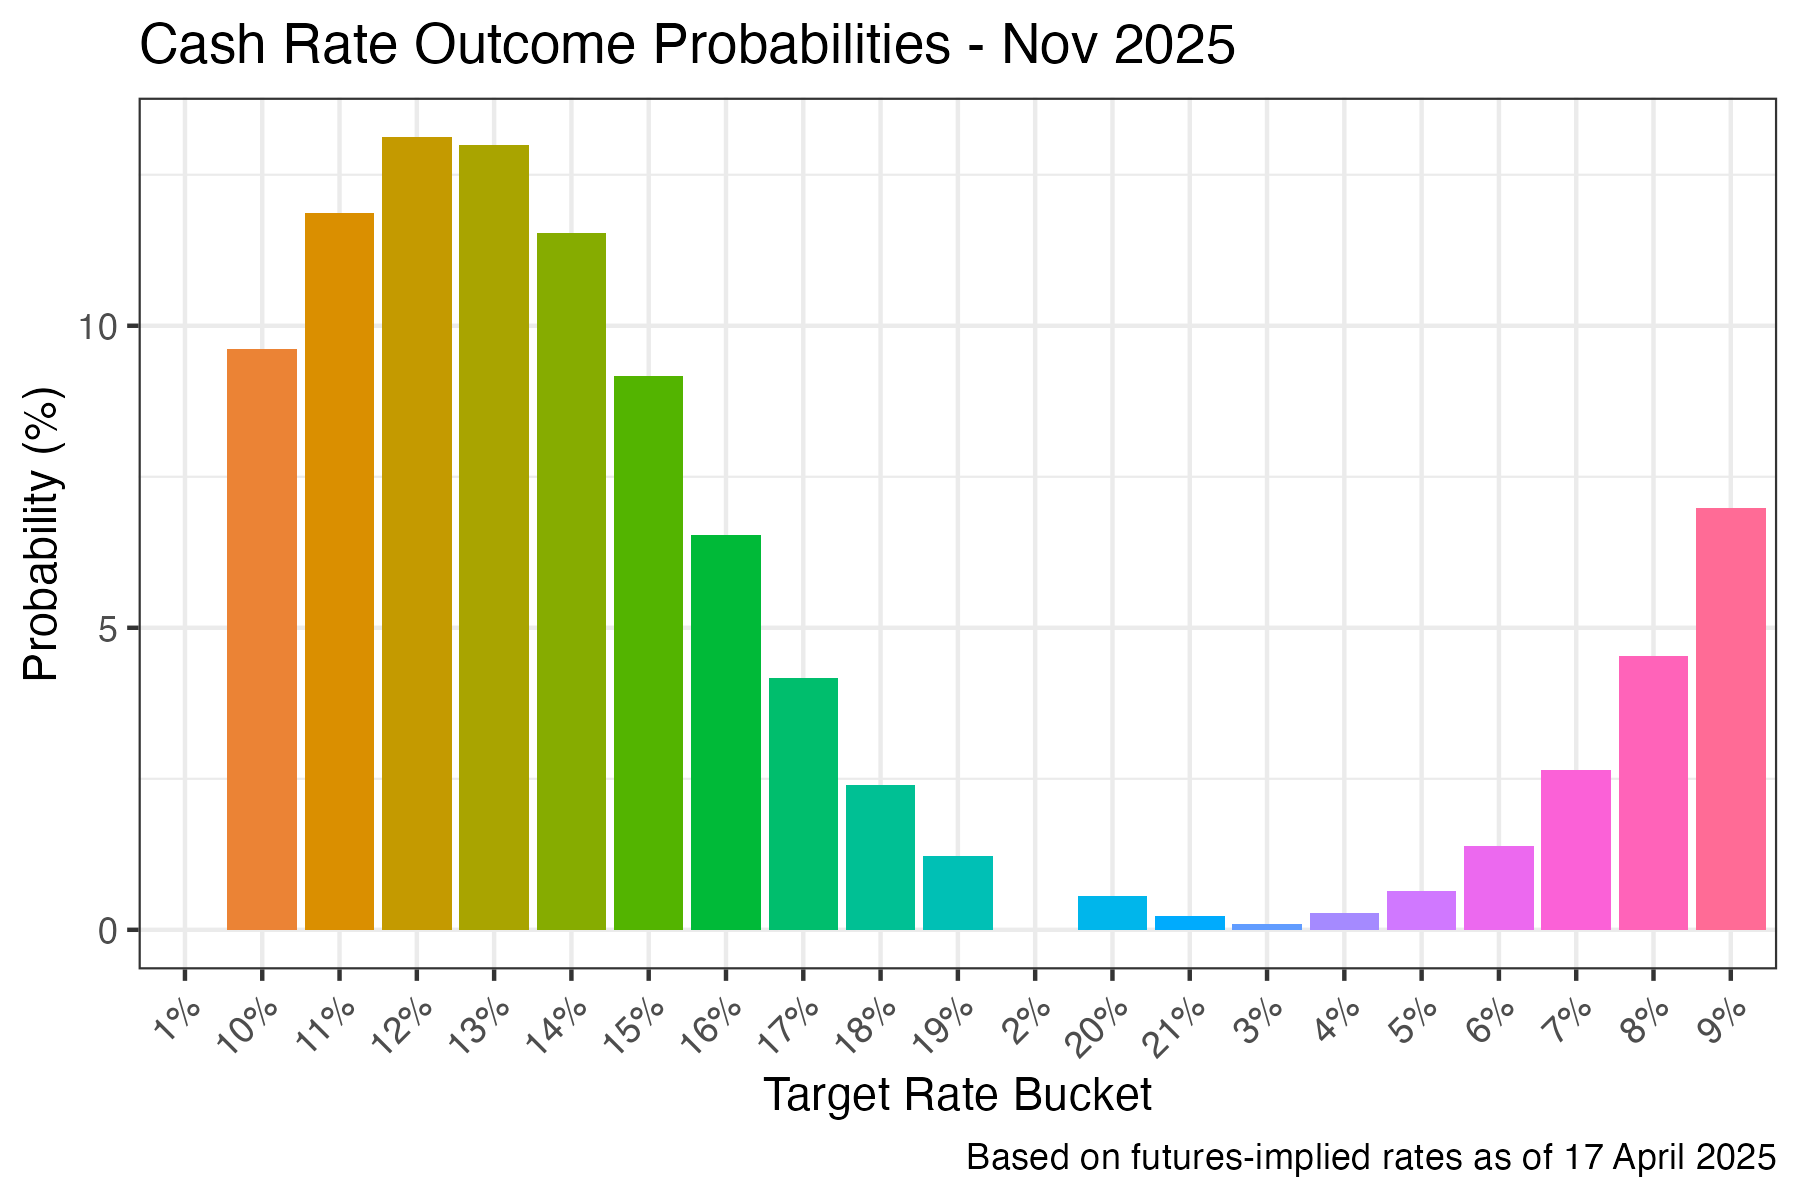 Cash Rate Outcome Probabilities - Nov 2025
Probability (%)
10
5
0
1% 10% 11% 12% 13% 14% 15% 16% 17% 18% 19% 2% 20% 21% 3% 4% 5% 6% 7% 8% 9%
Target Rate Bucket
Based on futures-implied rates as of 17 April 2025